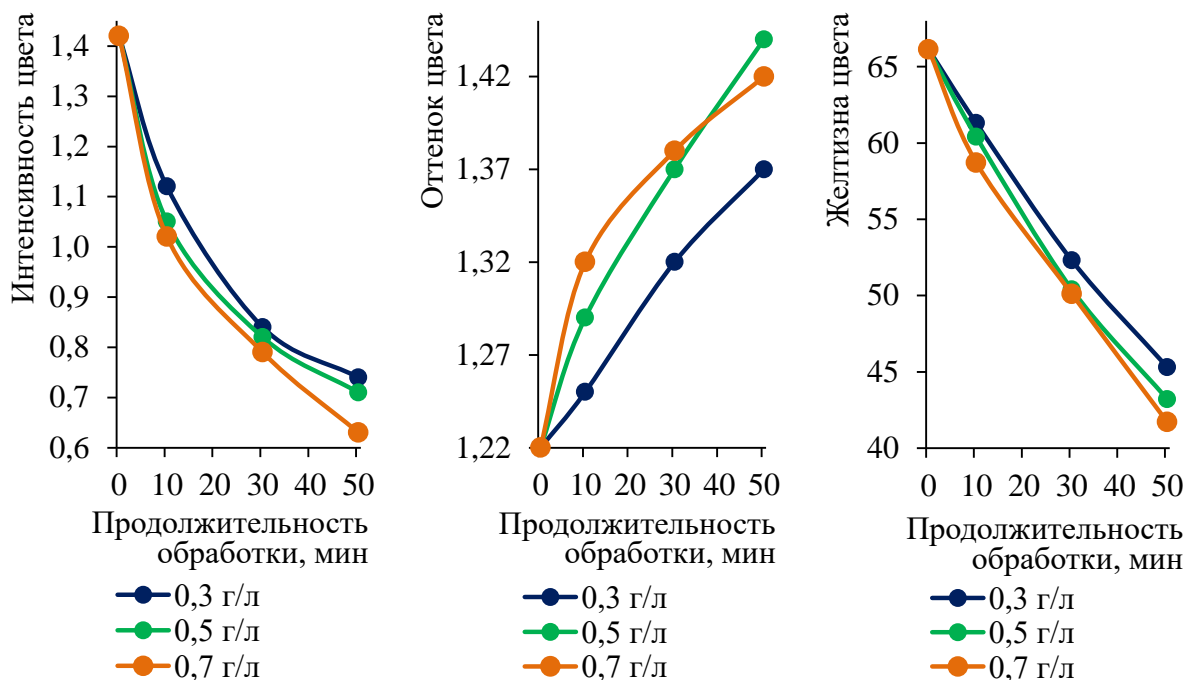 Интенсивность цвета
1,4
1,3
1,2
1,1
1,0
0,9
0,8
0,7
0,6
0 10 20 30 40 50
Продолжительность
обработки, мин
0,3 г/л
0,5 г/л
0,7 г/л
Оттенок цвета
1,42
1,37
1,32
1,27
1,22
0 10 20 30 40 50
Продолжительность
обработки, мин
0,3 г/л
0,5 г/л
0,7 г/л
Желтизна цвета
65
60
55
50
45
40
0 10 20 30 40 50
Продолжительность
обработки, мин
0,3 г/л
0,5 г/л
0,7 г/л